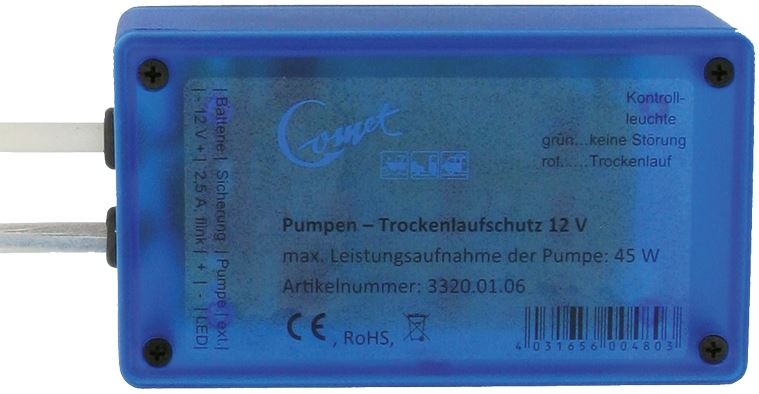 Comet
Kontroll-
leuchte
grün...keine Störung
rot.....Trockenlauf
Pumpen – Trockenlaufschutz 12 V
max. Leistungsaufnahme der Pumpe: 45 W
Artikelnummer: 3320.01.06
CE, RoHS,
4 031656 004803
| Batterie | Sicherung | Pumpe | ext. |
| - 12 V + | 2,5 A, flink | + | - | LED |